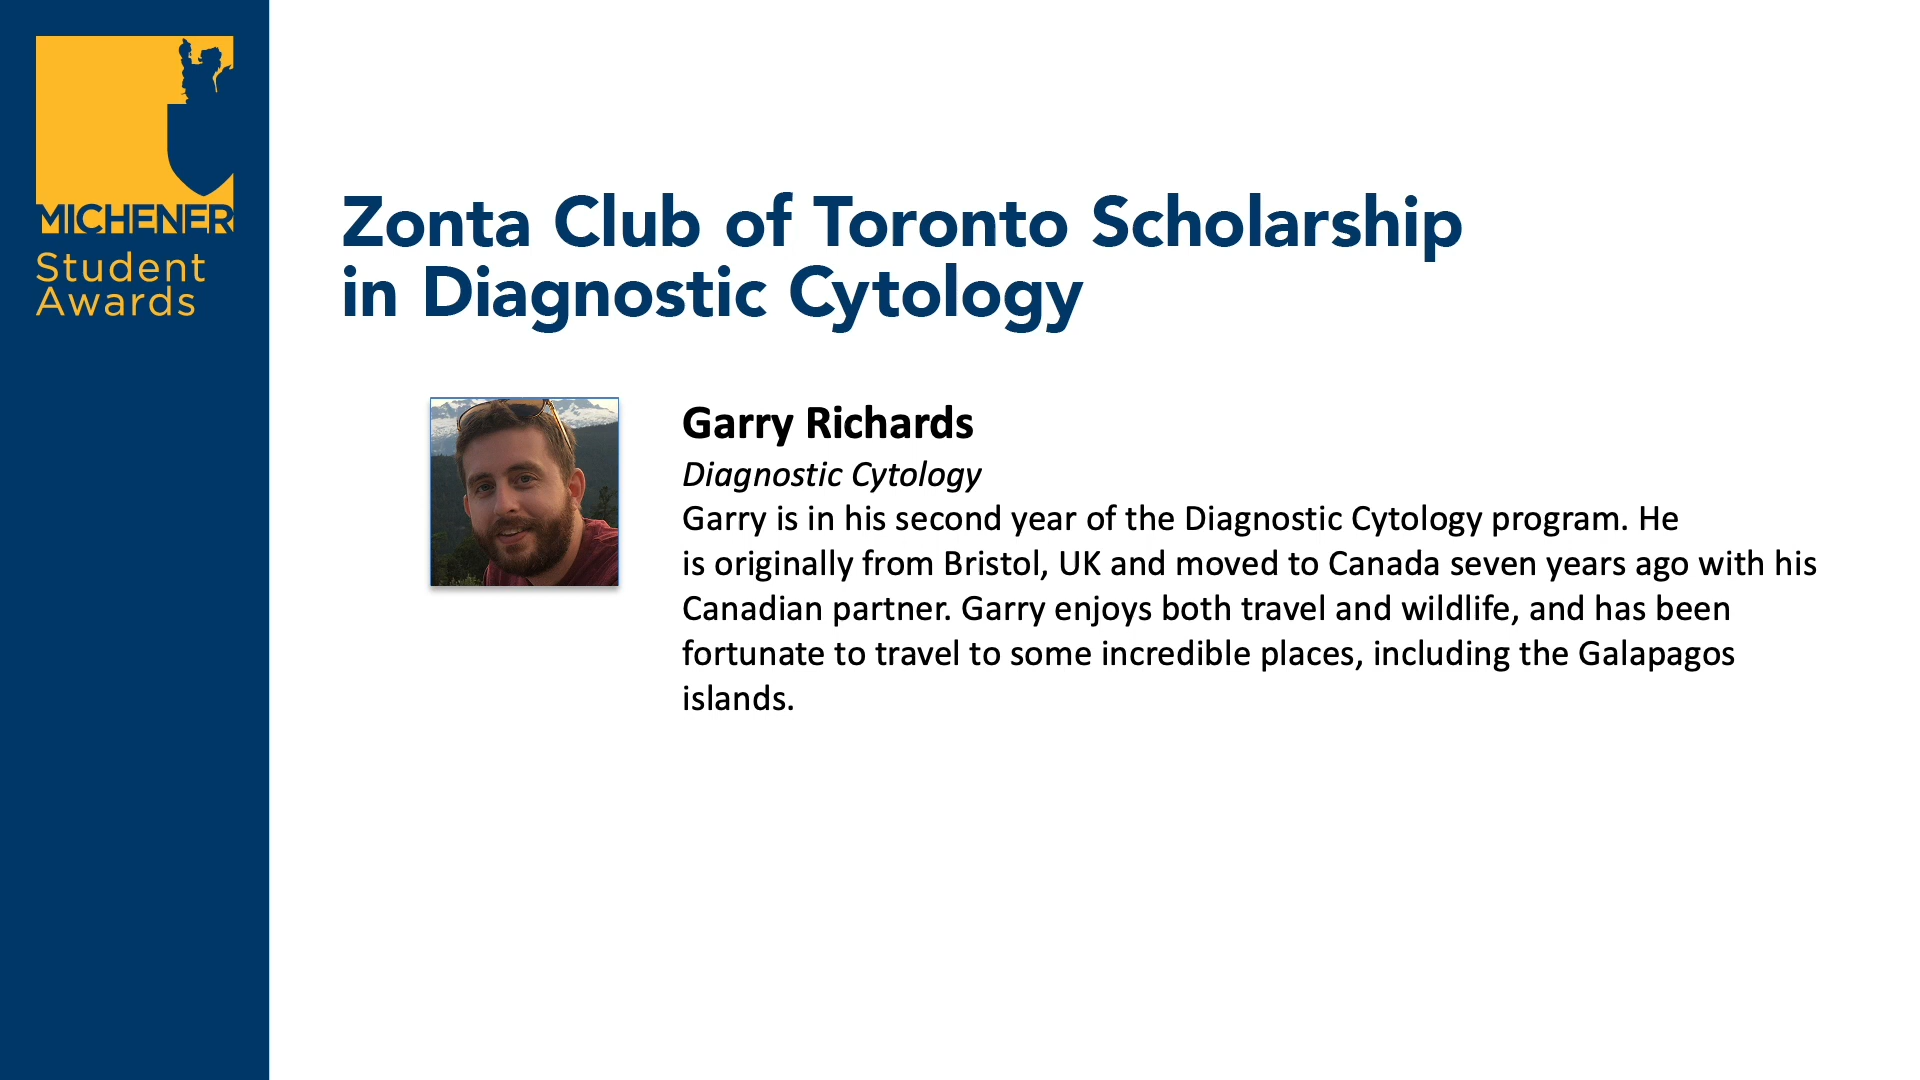 MICHENER
Student
Awards
Zonta Club of Toronto Scholarship
in Diagnostic Cytology
Garry Richards
Diagnostic Cytology
Garry is in his second year of the Diagnostic Cytology program. He
is originally from Bristol, UK and moved to Canada seven years ago with his
Canadian partner. Garry enjoys both travel and wildlife, and has been
fortunate to travel to some incredible places, including the Galapagos
islands.